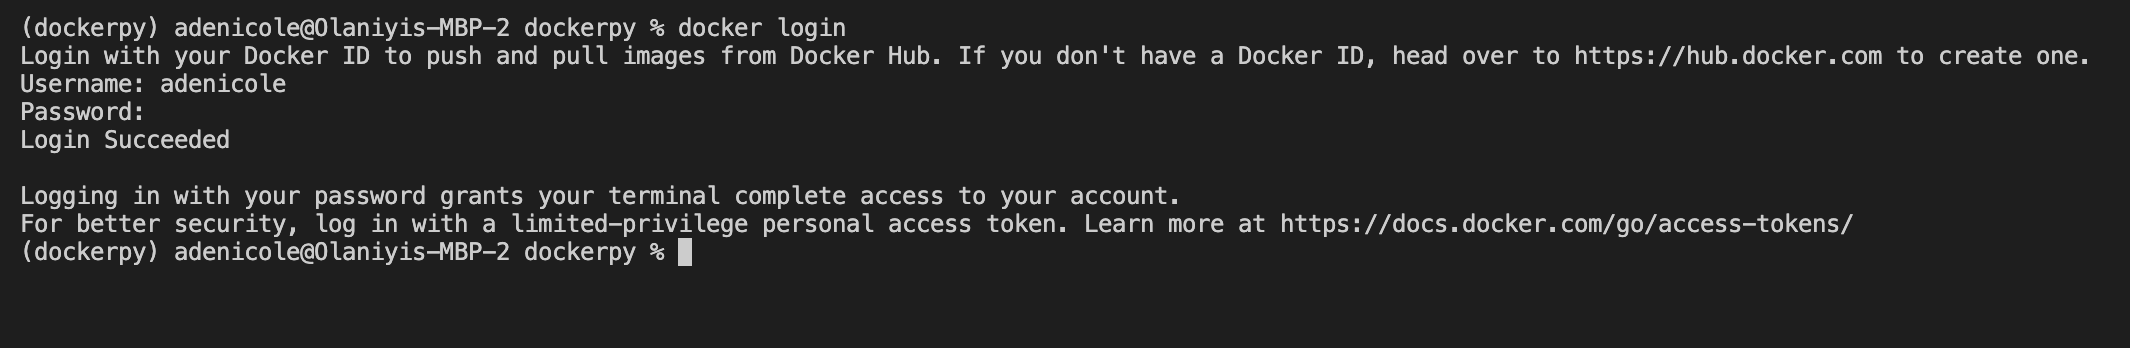 (dockerpy) adenicole@Olaniyis-MBP-2 dockerpy % docker login
Login with your Docker ID to push and pull images from Docker Hub. If you don't have a Docker ID, head over to https://hub.docker.com to create one.
Username: adenicole
Password:
Login Succeeded

Logging in with your password grants your terminal complete access to your account.
For better security, log in with a limited-privilege personal access token. Learn more at https://docs.docker.com/go/access-tokens/
(dockerpy) adenicole@Olaniyis-MBP-2 dockerpy %